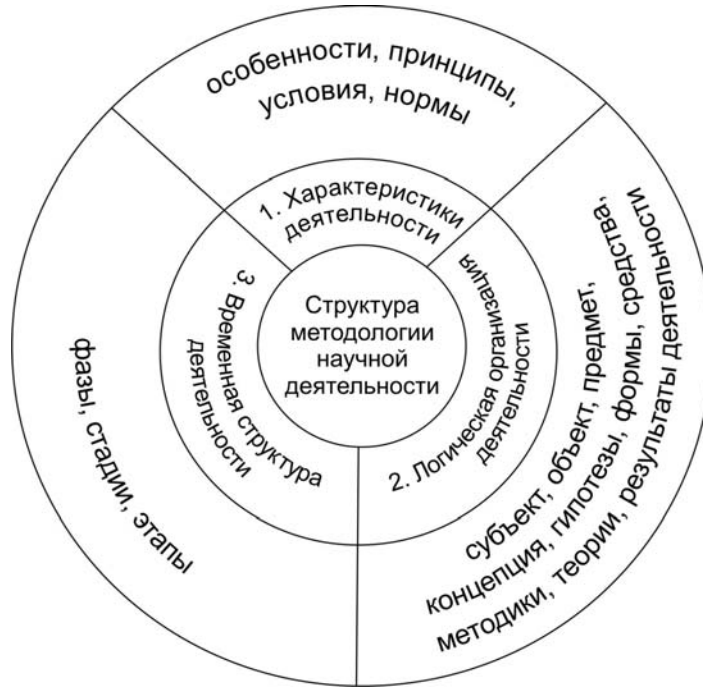 особенности, принципы,
условия, нормы
1. Характеристики
деятельности
Структура
методологии
научной
деятельности
2. Логическая организация
деятельности
субъект, объект, предмет,
концепция, гипотезы, формы, средства,
методики, теории, результаты деятельности
3. Временная структура
деятельности
фазы, стадии, этапы